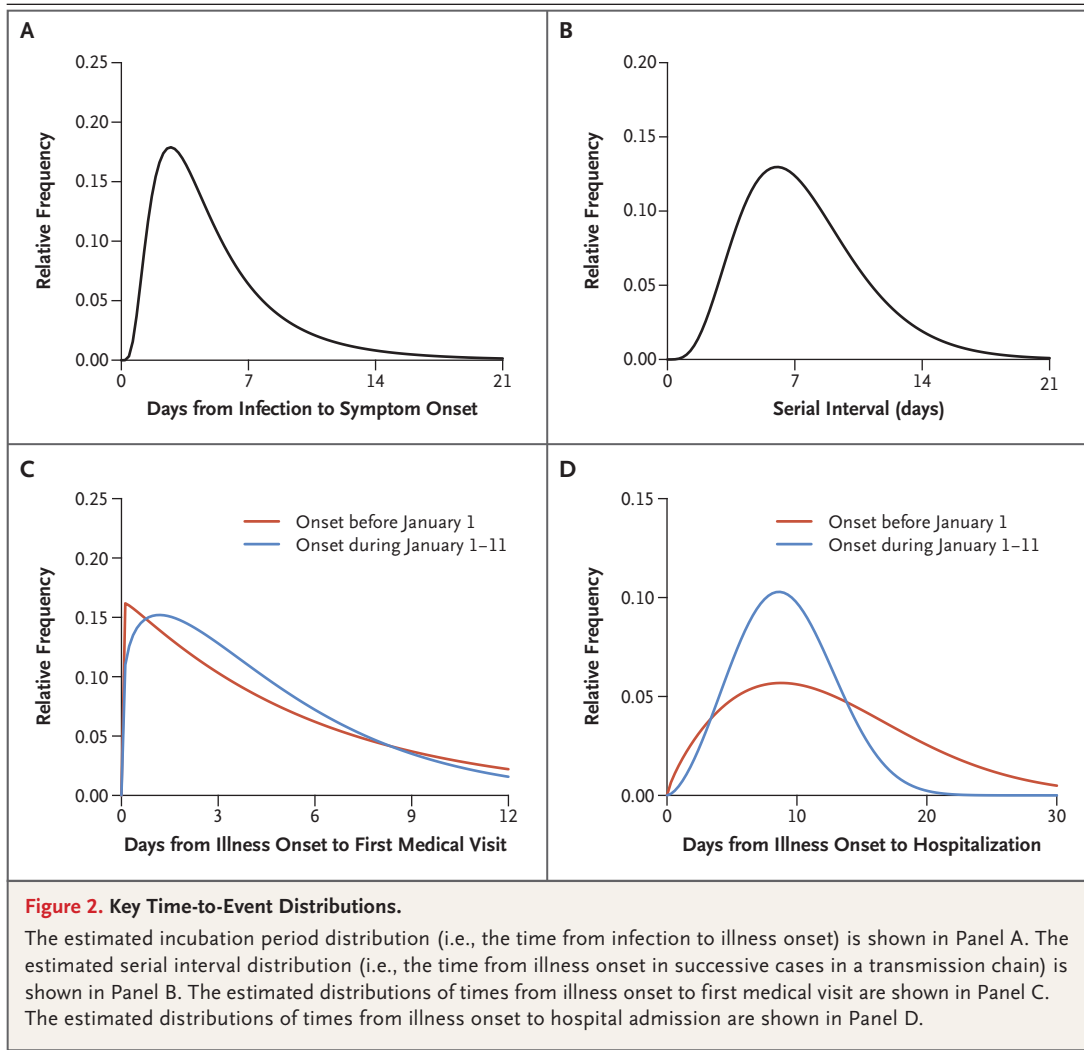 A
0.25
0.20
0.15
0.10
0.05
0.00
Relative Frequency
0 7 14 21
Days from Infection to Symptom Onset
B
0.20
0.15
0.10
0.05
0.00
Relative Frequency
0 7 14 21
Serial Interval (days)
C
0.25
0.20
0.15
0.10
0.05
0.00
Relative Frequency
Onset before January 1
Onset during January 1–11
0 3 6 9 12
Days from Illness Onset to First Medical Visit
D
0.15
0.10
0.05
0.00
Relative Frequency
Onset before January 1
Onset during January 1–11
0 10 20 30
Days from Illness Onset to Hospitalization
Figure 2. Key Time-to-Event Distributions.
The estimated incubation period distribution (i.e., the time from infection to illness onset) is shown in Panel A. The
estimated serial interval distribution (i.e., the time from illness onset in successive cases in a transmission chain) is
shown in Panel B. The estimated distributions of times from illness onset to first medical visit are shown in Panel C.
The estimated distributions of times from illness onset to hospital admission are shown in Panel D.